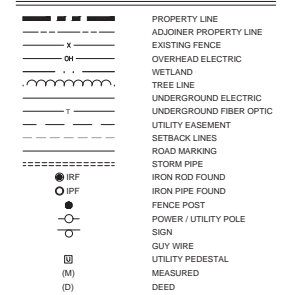 PROPERTY LINE
ADJOINER PROPERTY LINE
X EXISTING FENCE
OH OVERHEAD ELECTRIC
WETLAND
TREE LINE
UNDERGROUND ELECTRIC
T UNDERGROUND FIBER OPTIC
UTILITY EASEMENT
SETBACK LINES
ROAD MARKING
STORM PIPE
IRF IRON ROD FOUND
IPF IRON PIPE FOUND
FENCE POST
POWER / UTILITY POLE
SIGN
GUY WIRE
U UTILITY PEDESTAL
(M) MEASURED
(D) DEED